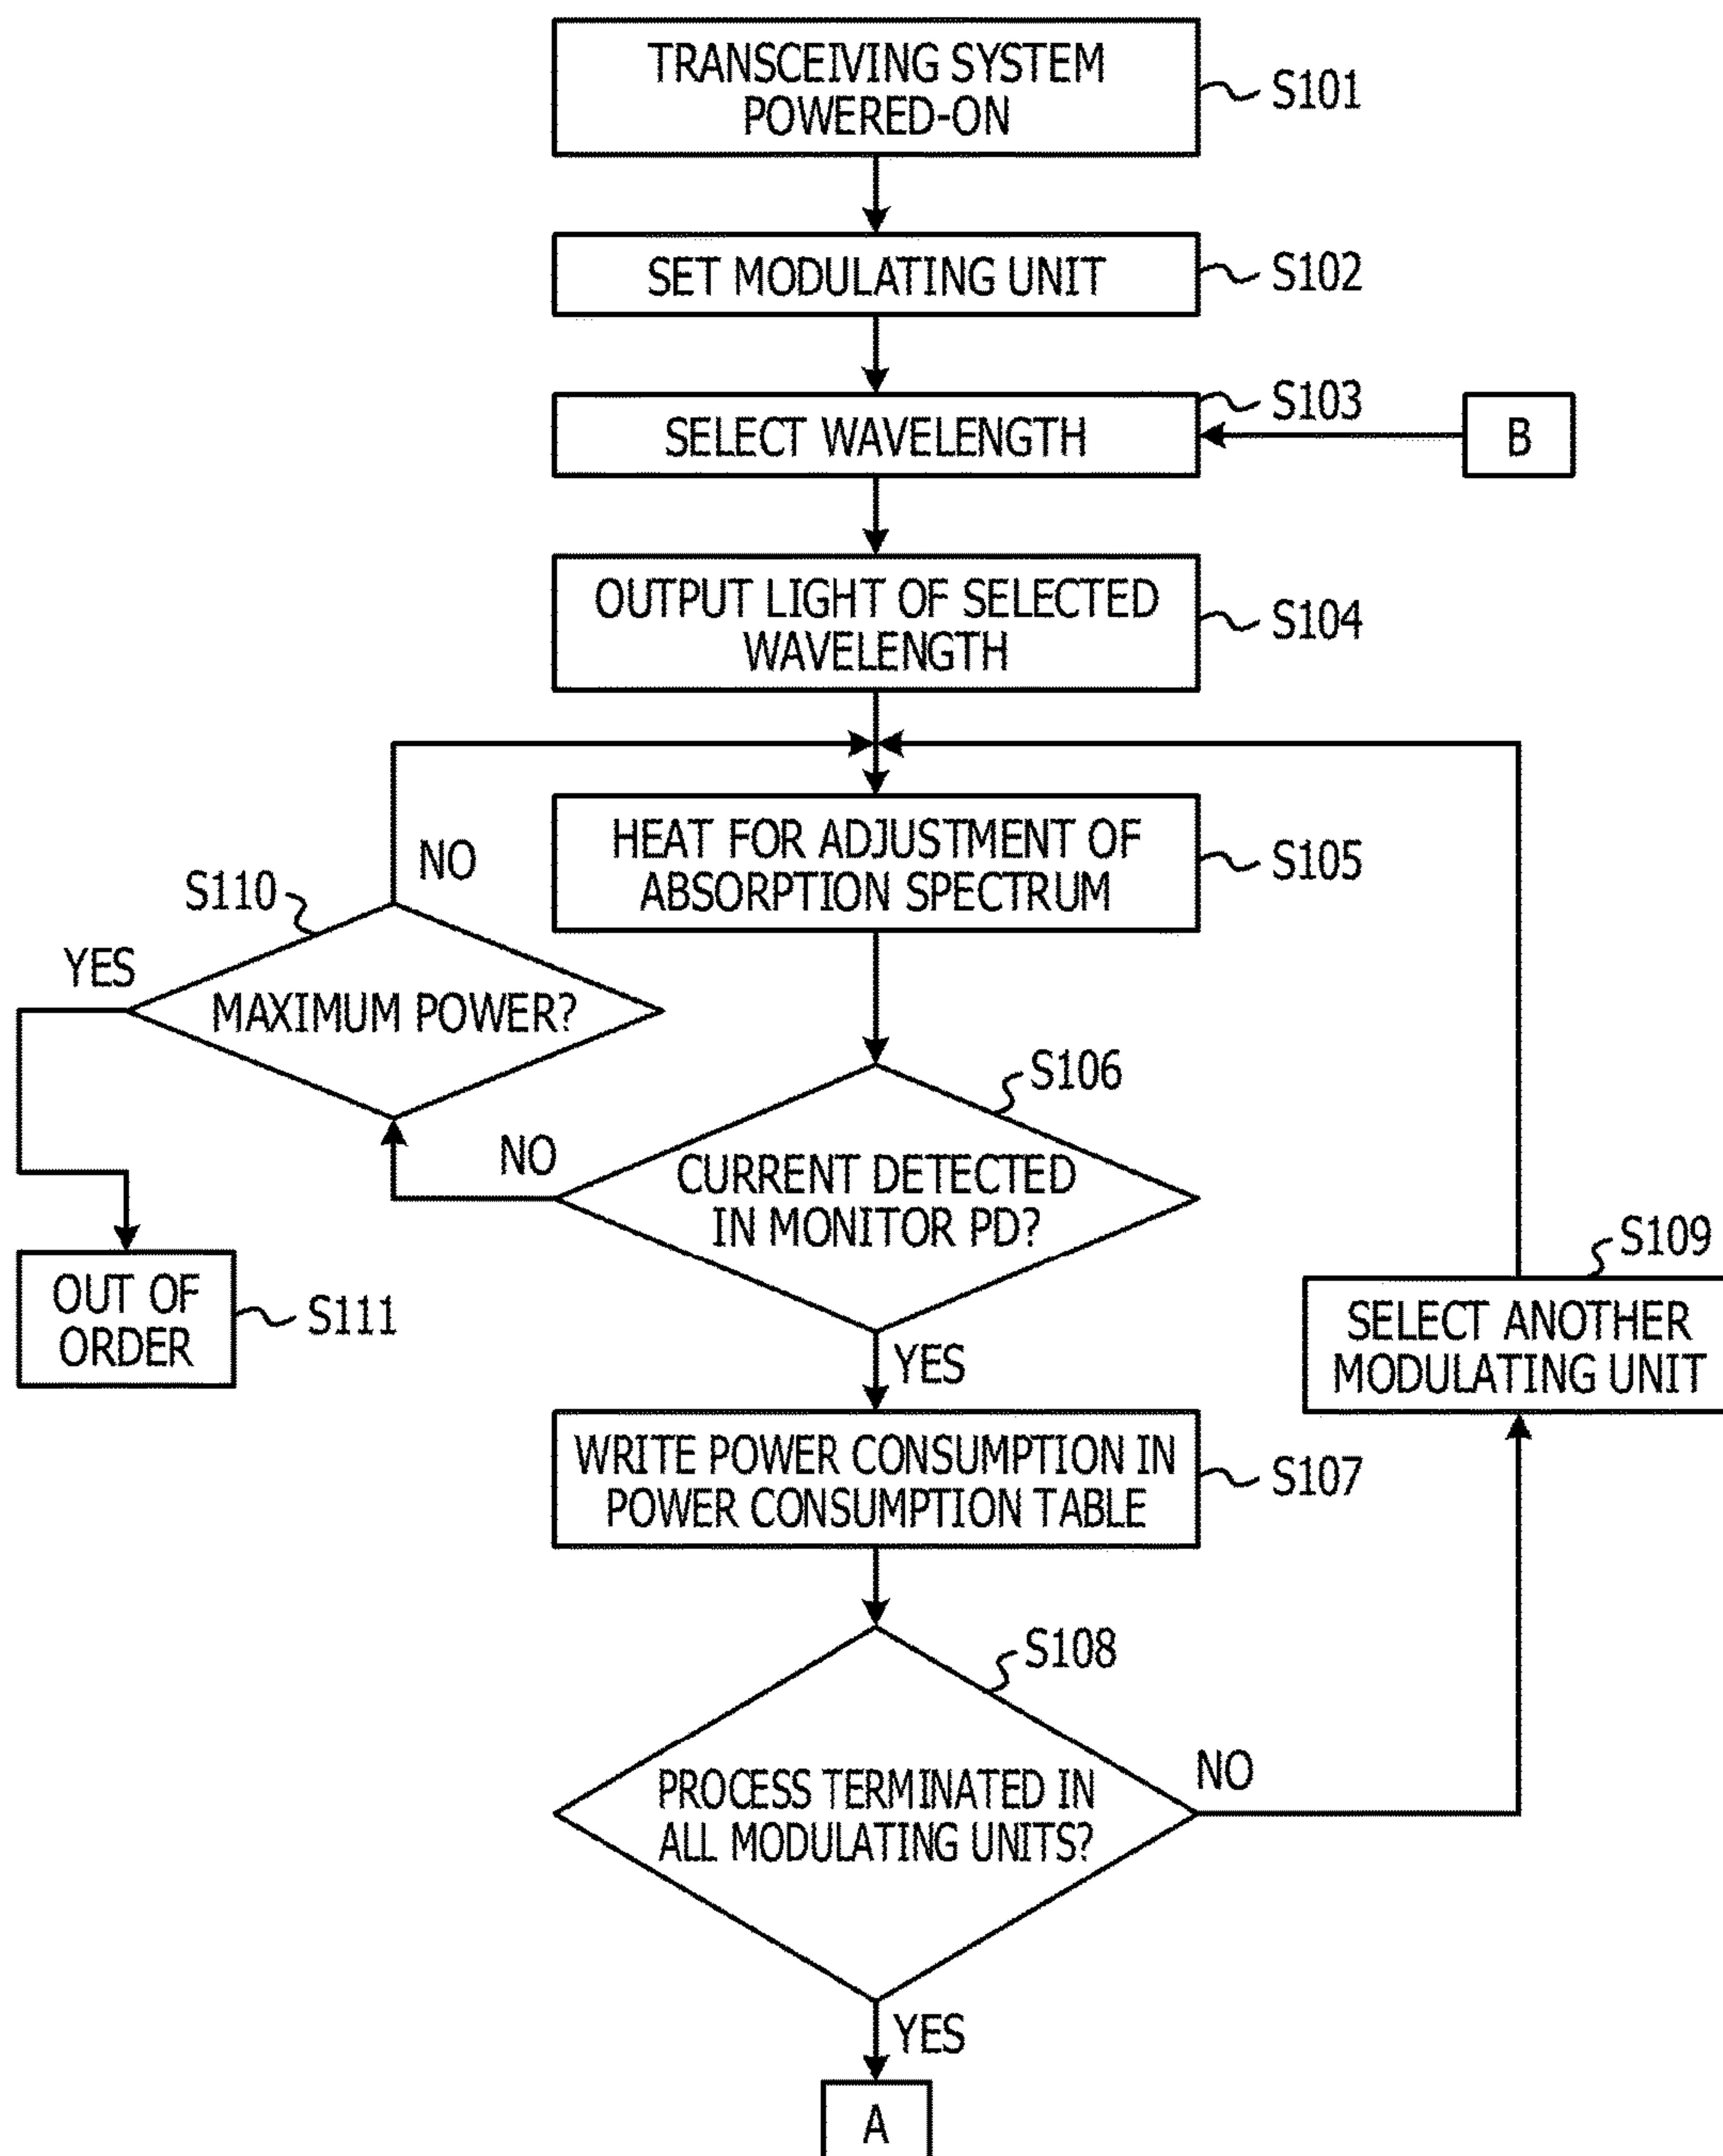 TRANSCEIVING SYSTEM
POWERED-ON
S101
SET MODULATING UNIT
S102
SELECT WAVELENGTH
S103
B
OUTPUT LIGHT OF SELECTED
WAVELENGTH
S104
HEAT FOR ADJUSTMENT OF
ABSORPTION SPECTRUM
S105
NO
S110
YES
MAXIMUM POWER?
S106
NO
CURRENT DETECTED
IN MONITOR PD?
S109
OUT OF
ORDER
S111
SELECT ANOTHER
MODULATING UNIT
YES
WRITE POWER CONSUMPTION IN
POWER CONSUMPTION TABLE
S107
S108
PROCESS TERMINATED IN
ALL MODULATING UNITS?
NO
YES
A